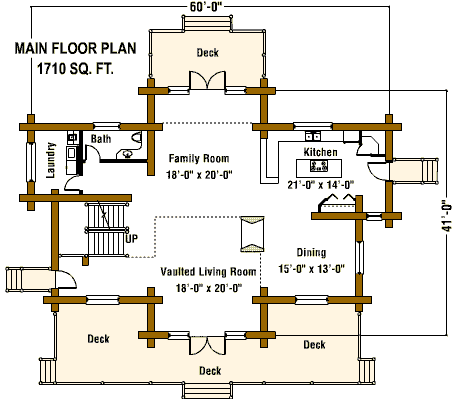 60'-0"
MAIN FLOOR PLAN
1710 SQ. FT.
Deck
Laundry
Bath
Family Room
18'-0" x 20'-0"
Kitchen
21'-0" x 14'-0"
41'-0"
UP
Vaulted Living Room
18'-0" x 20'-0"
Dining
15'-0" x 13'-0"
Deck
Deck
Deck